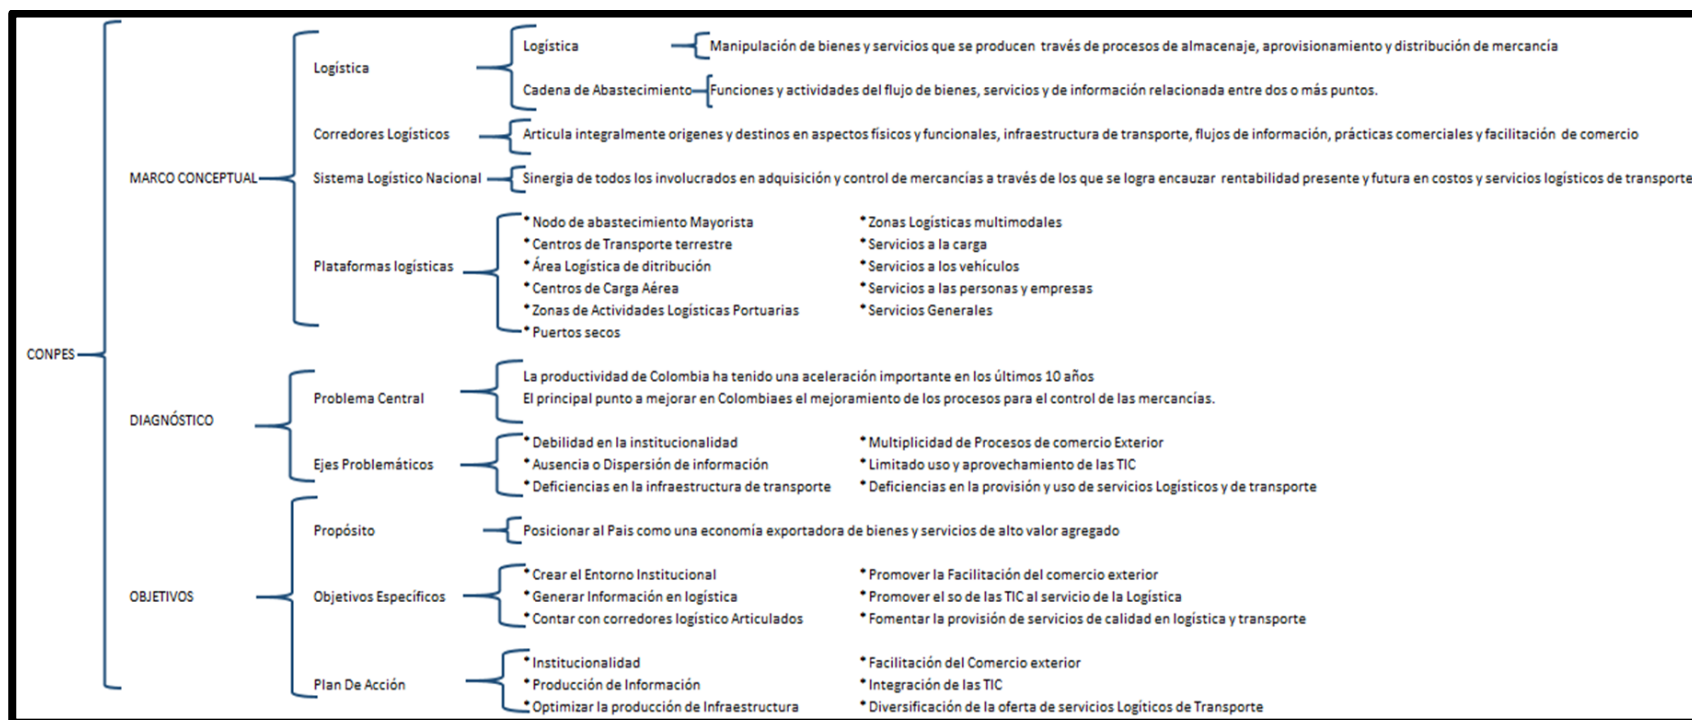 CONPES
MARCO CONCEPTUAL
Logística
Logística
Manipulación de bienes y servicios que se producen través de procesos de almacenaje, aprovisionamiento y distribución de mercancía
Cadena de Abastecimiento
Funciones y actividades del flujo de bienes, servicios y de información relacionada entre dos o más puntos.
Corredores Logísticos
Articula integralmente origenes y destinos en aspectos físicos y funcionales, infraestructura de transporte, flujos de información, prácticas comerciales y facilitación de comercio
Sistema Logístico Nacional
Sinergia de todos los involucrados en adquisición y control de mercancías a través de los que se logra encauzar rentabilidad presente y futura en costos y servicios logísticos de transporte
Plataformas logísticas
* Nodo de abastecimiento Mayorista
* Centros de Transporte terrestre
* Área Logística de ditribución
* Centros de Carga Aérea
* Zonas de Actividades Logísticas Portuarias
* Puertos secos
* Zonas Logísticas multimodales
* Servicios a la carga
* Servicios a los vehículos
* Servicios a las personas y empresas
* Servicios Generales
DIAGNÓSTICO
Problema Central
La productividad de Colombia ha tenido una aceleración importante en los últimos 10 años
El principal punto a mejorar en Colombiaes el mejoramiento de los procesos para el control de las mercancías.
Ejes Problemáticos
* Debilidad en la institucionalidad
* Ausencia o Dispersión de información
* Deficiencias en la infraestructura de transporte
* Multiplicidad de Procesos de comercio Exterior
* Limitado uso y aprovechamiento de las TIC
* Deficiencias en la provisión y uso de servicios Logísticos y de transporte
OBJETIVOS
Propósito
Posicionar al Pais como una economía exportadora de bienes y servicios de alto valor agregado
Objetivos Específicos
* Crear el Entorno Institucional
* Generar Información en logística
* Contar con corredores logístico Articulados
* Promover la Facilitación del comercio exterior
* Promover el so de las TIC al servicio de la Logística
* Fomentar la provisión de servicios de calidad en logística y transporte
Plan De Acción
* Institucionalidad
* Producción de Información
* Optimizar la producción de Infraestructura
* Facilitación del Comercio exterior
* Integración de las TIC
* Diversificación de la oferta de servicios Logíticos de Transporte